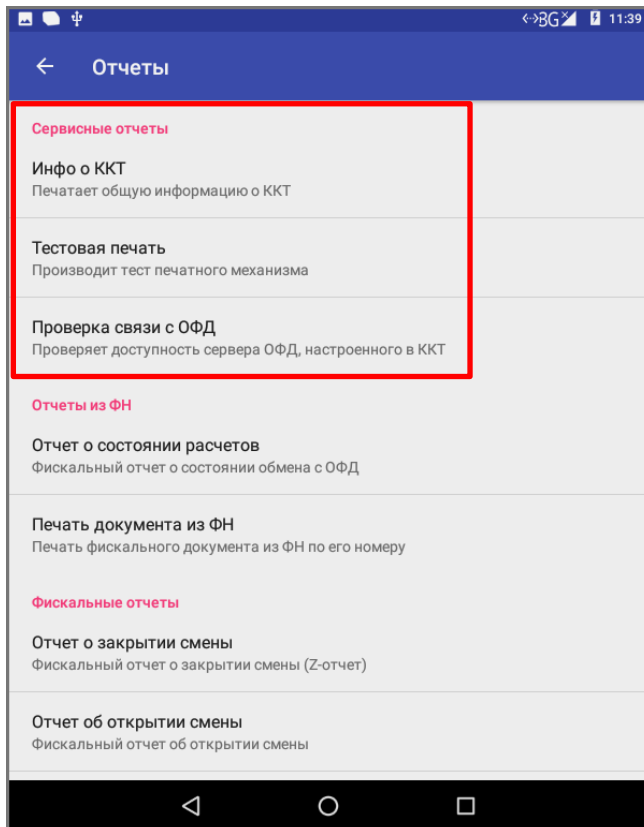 11:39
Отчеты
Сервисные отчеты
Инфо о ККТ
Печатает общую информацию о ККТ
Тестовая печать
Производит тест печатного механизма
Проверка связи с ОФД
Проверяет доступность сервера ОФД, настроенного в ККТ
Отчеты из ФН
Отчет о состоянии расчетов
Фискальный отчет о состоянии обмена с ОФД
Печать документа из ФН
Печать фискального документа из ФН по его номеру
Фискальные отчеты
Отчет о закрытии смены
Фискальный отчет о закрытии смены (Z-отчет)
Отчет об открытии смены
Фискальный отчет об открытии смены